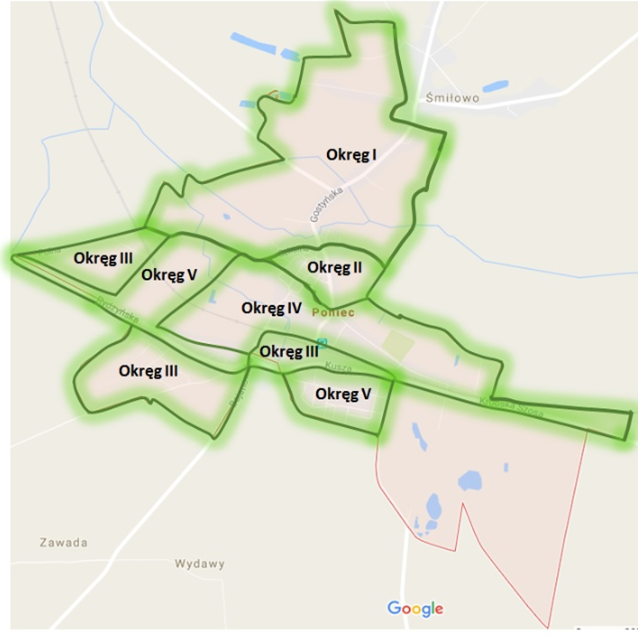 Śmiłowo
Okręg I
Gostyńska
Okręg III
Okręg V
Okręg II
Rydzyńska
Okręg IV
Poniec
Okręg III
Okręg III
Kusza
Okręg V
Zawada
Wydawy
Google